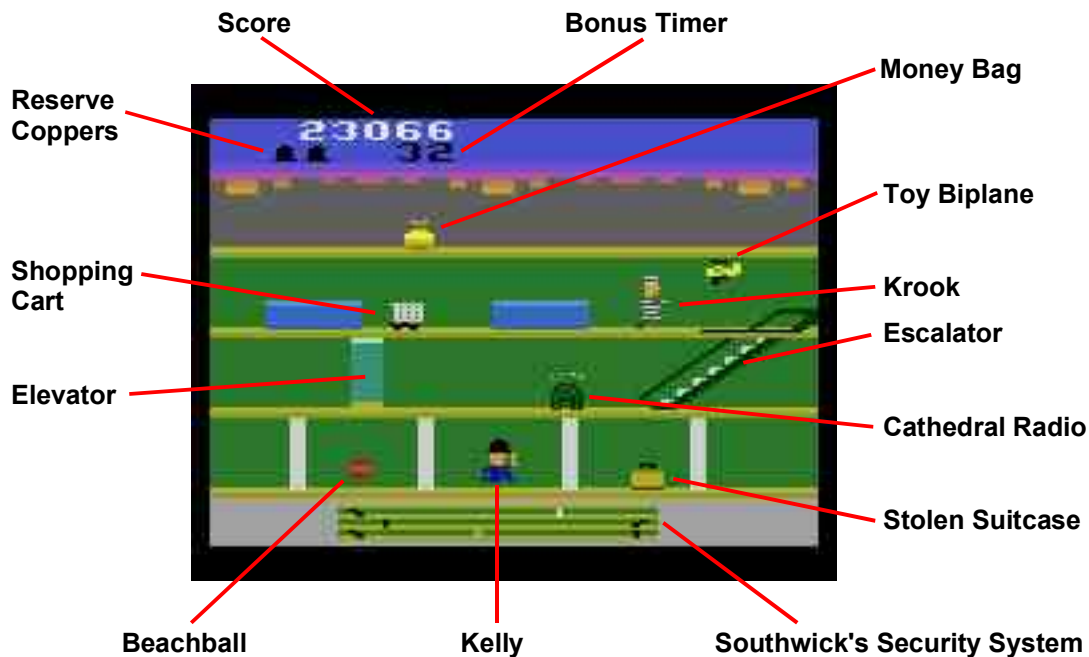 Score
Bonus Timer
Money Bag
Reserve
Coppers
23066
32
Toy Biplane
Shopping
Cart
Krook
Escalator
Elevator
Cathedral Radio
Stolen Suitcase
Beachball
Kelly
Southwick's Security System